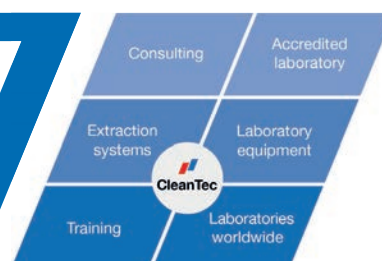 Consulting
Accredited
laboratory
Extraction
systems
Laboratory
equipment
CleanTec
Training
Laboratories
worldwide